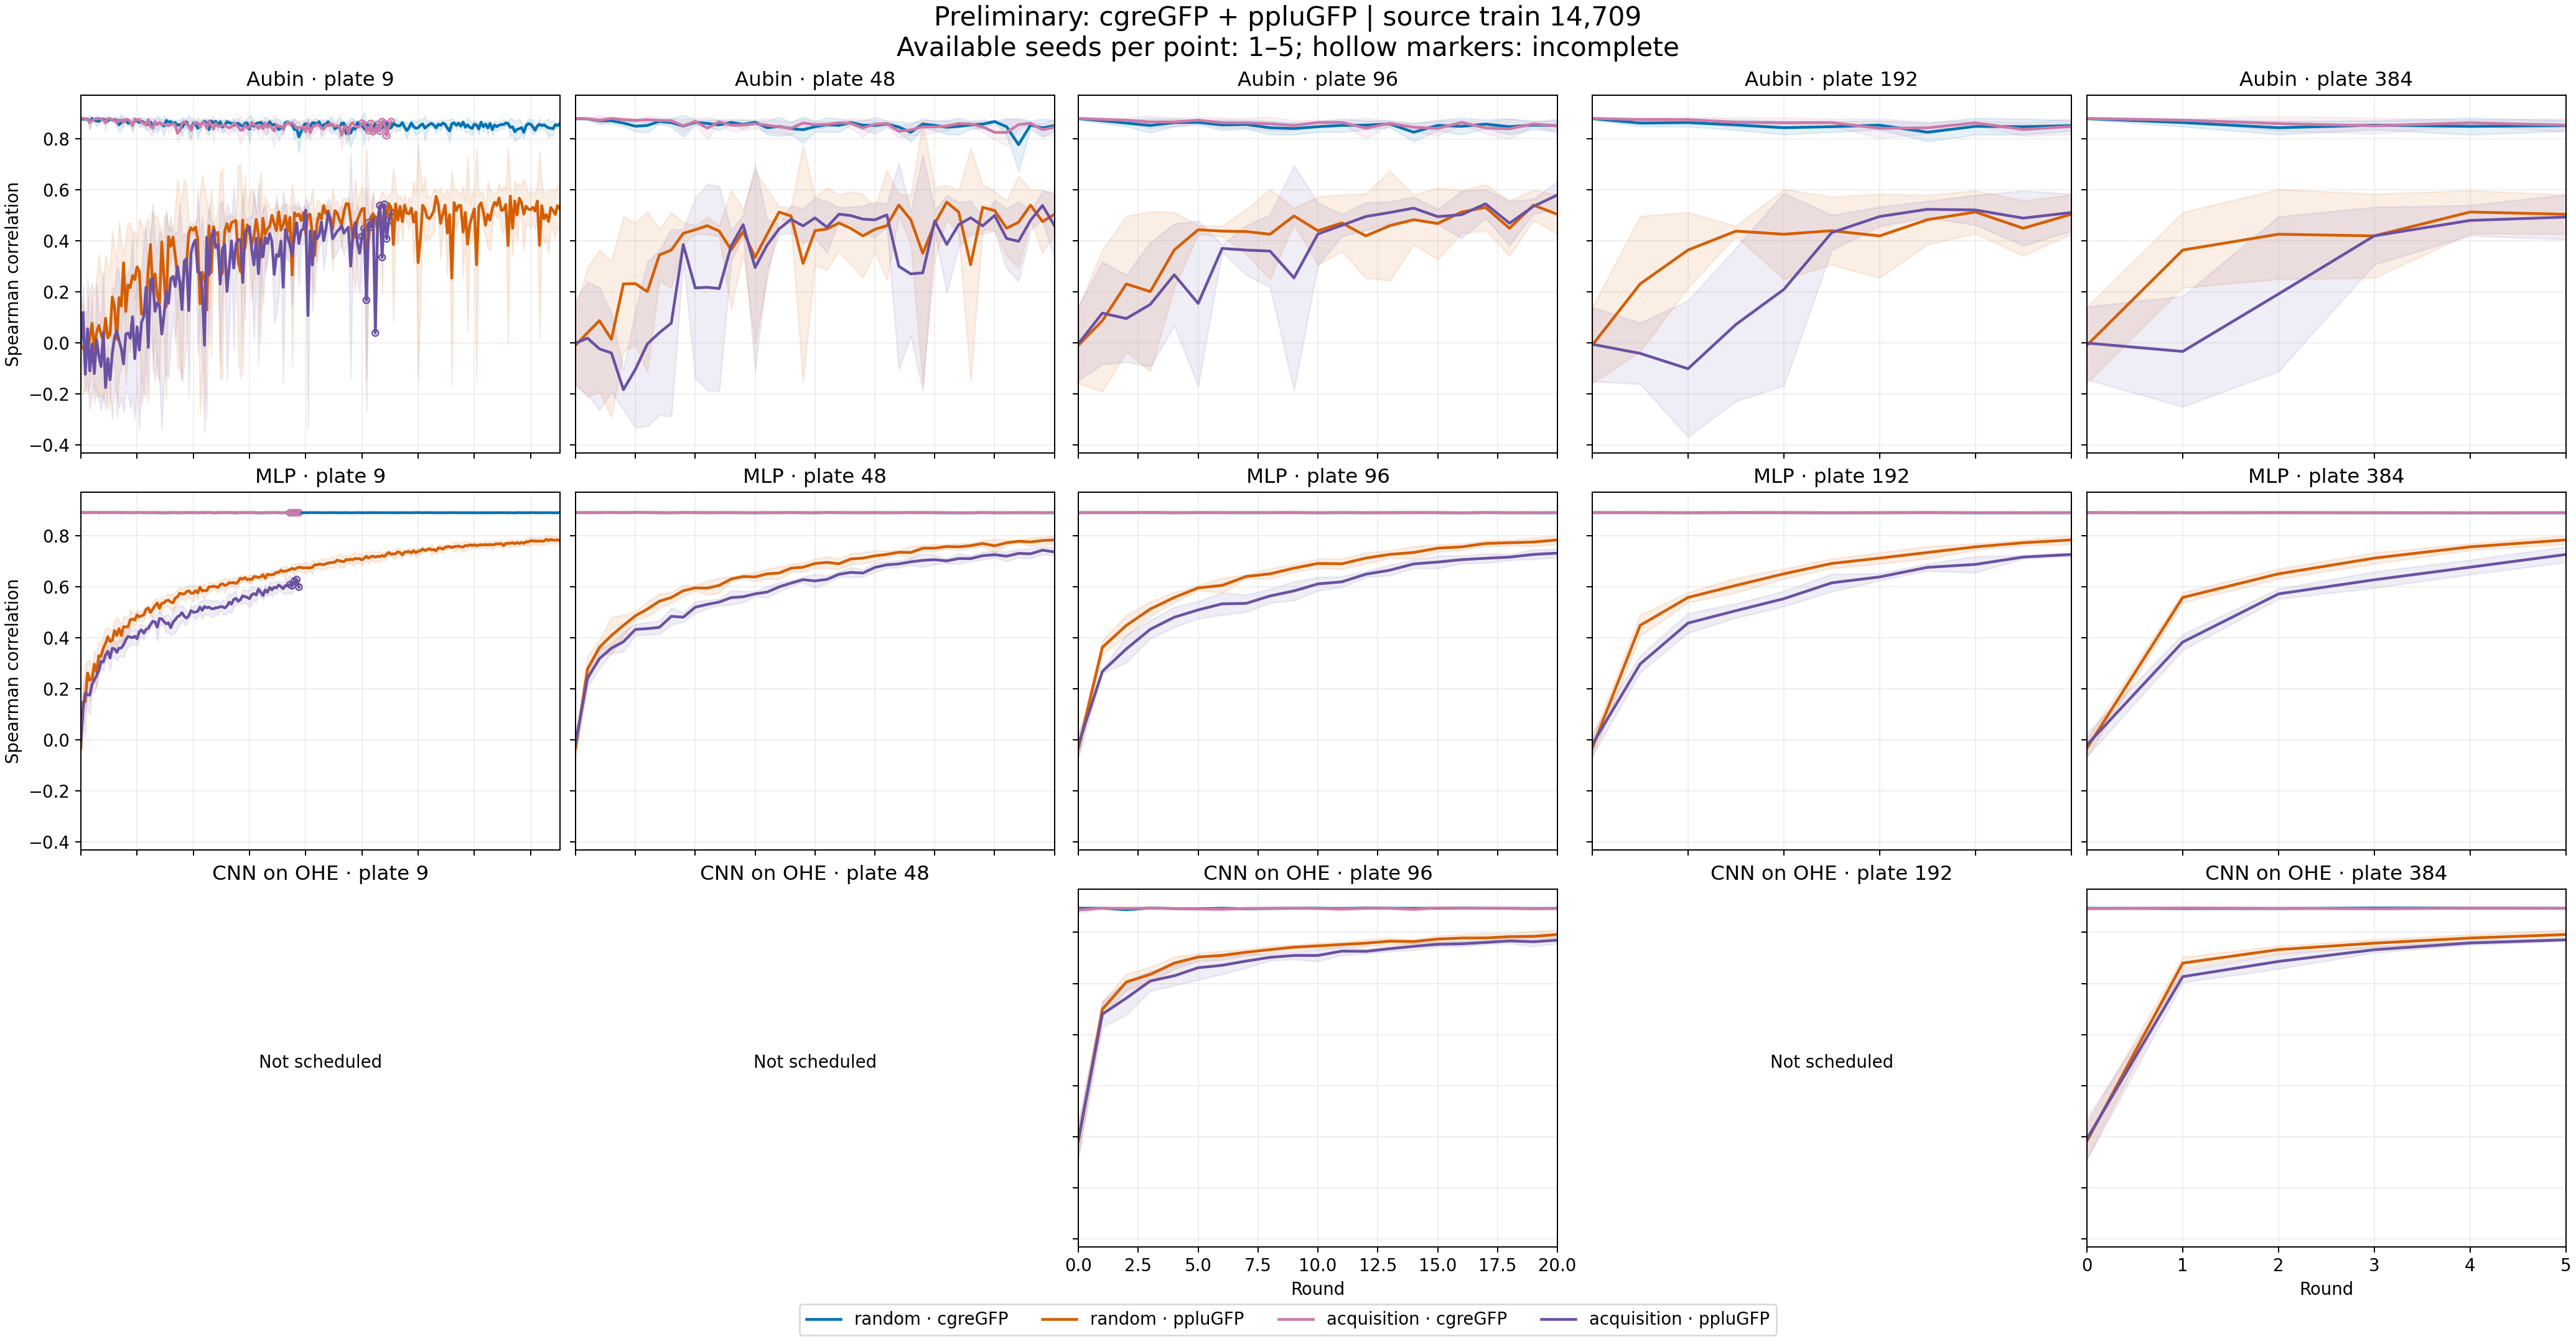 Preliminary: cgreGFP + ppluGFP | source train 14,709
Available seeds per point: 1–5; hollow markers: incomplete
Aubin · plate 9
Aubin · plate 48
Aubin · plate 96
Aubin · plate 192
Aubin · plate 384
Spearman correlation
0.8
0.6
0.4
0.2
0.0
−0.2
−0.4
MLP · plate 9
MLP · plate 48
MLP · plate 96
MLP · plate 192
MLP · plate 384
Spearman correlation
0.8
0.6
0.4
0.2
0.0
−0.2
−0.4
CNN on OHE · plate 9
CNN on OHE · plate 48
CNN on OHE · plate 96
CNN on OHE · plate 192
CNN on OHE · plate 384
Not scheduled
Not scheduled
Not scheduled
0.0 2.5 5.0 7.5 10.0 12.5 15.0 17.5 20.0
Round
0 1 2 3 4 5
Round
random · cgreGFP
random · ppluGFP
acquisition · cgreGFP
acquisition · ppluGFP